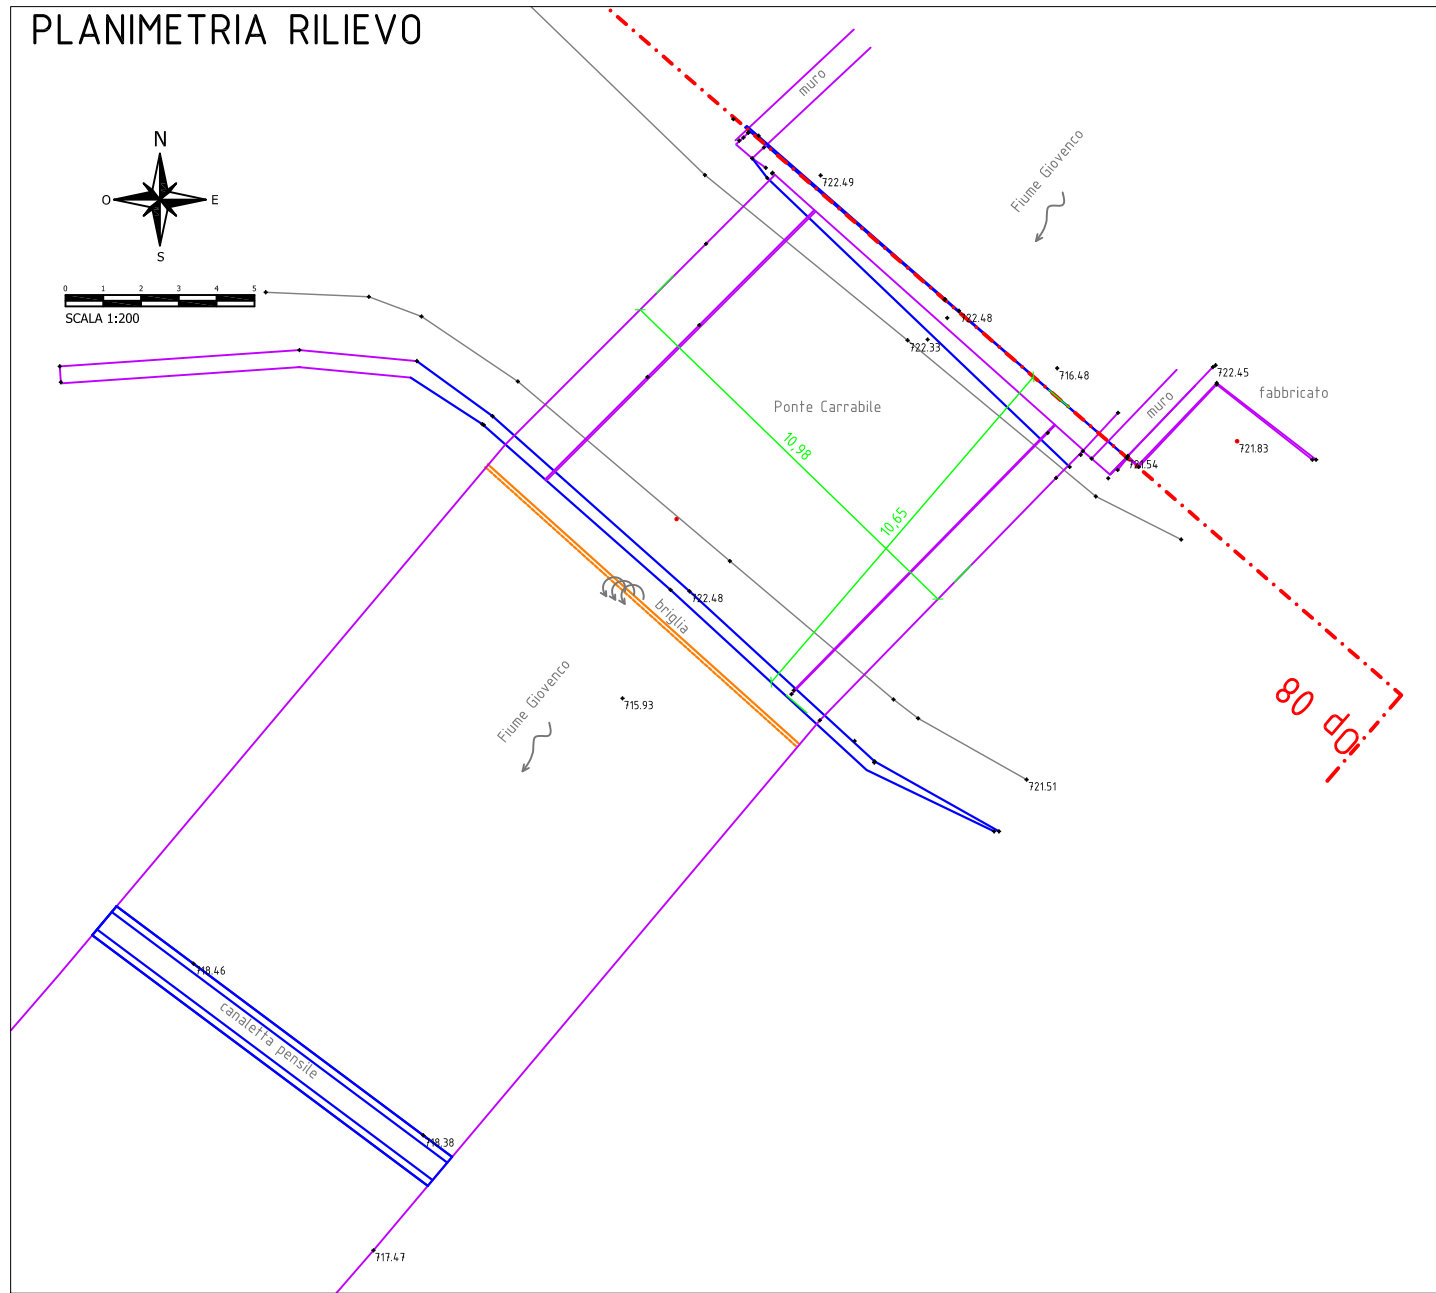 PLANIMETRIA RILIEVO
muro
N
O
E
S
Fiume Giovenco
722.49
0 1 2 3 4 5
SCALA 1:200
722.48
722.33
716.48
722.45
fabbricato
muro
Ponte Carrabile
10,98
721.54
721.83
10,65
722.48
briglia
Fiume Giovenco
715.93
Op 08
721.51
718.46
canaletta pensile
718.38
717.47